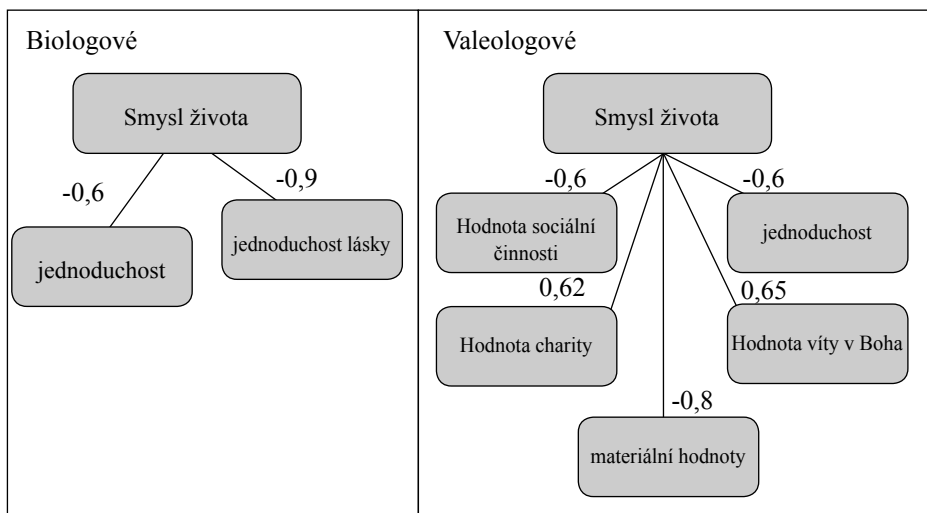 Biologové
Smysl života
-0,6
-0,9
jednoduchost
jednoduchost lásky
Valeologové
Smysl života
-0,6
-0,6
Hodnota sociální
činnosti
jednoduchost
0,62
0,65
Hodnota charity
Hodnota víty v Boha
-0,8
materiální hodnoty